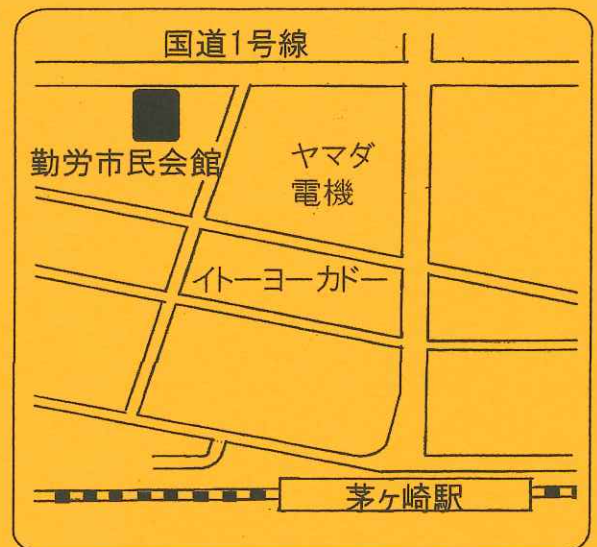 国道1号線
勤労市民会館
ヤマダ
電機
イトーヨーカドー
茅ヶ崎駅